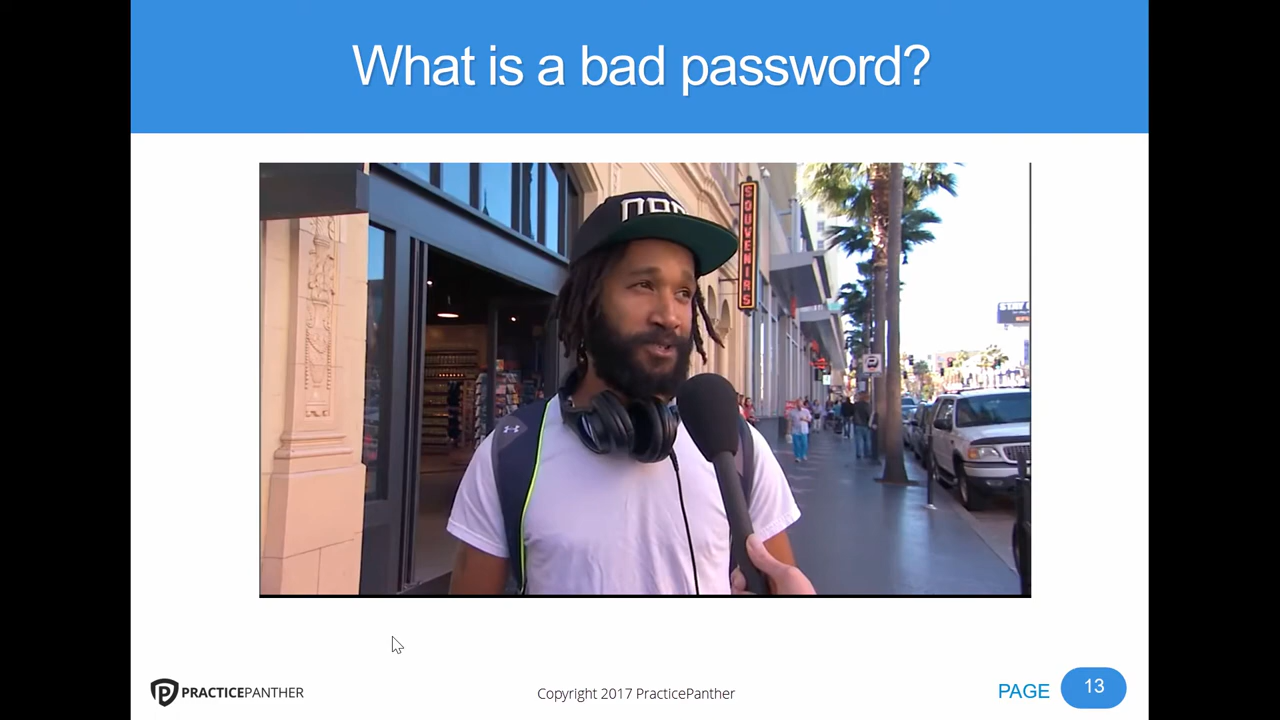 What is a bad password?
SOUVENIRS
PRACTICEPANTHER
Copyright 2017 PracticePanther
PAGE
13